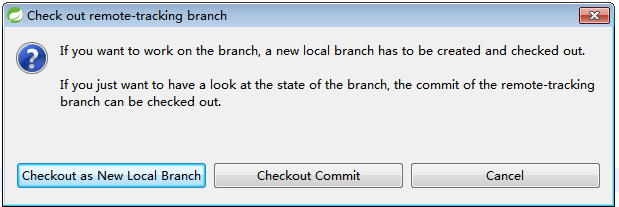 Check out remote-tracking branch
If you want to work on the branch, a new local branch has to be created and checked out.
If you just want to have a look at the state of the branch, the commit of the remote-tracking
branch can be checked out.
Checkout as New Local Branch
Checkout Commit
Cancel